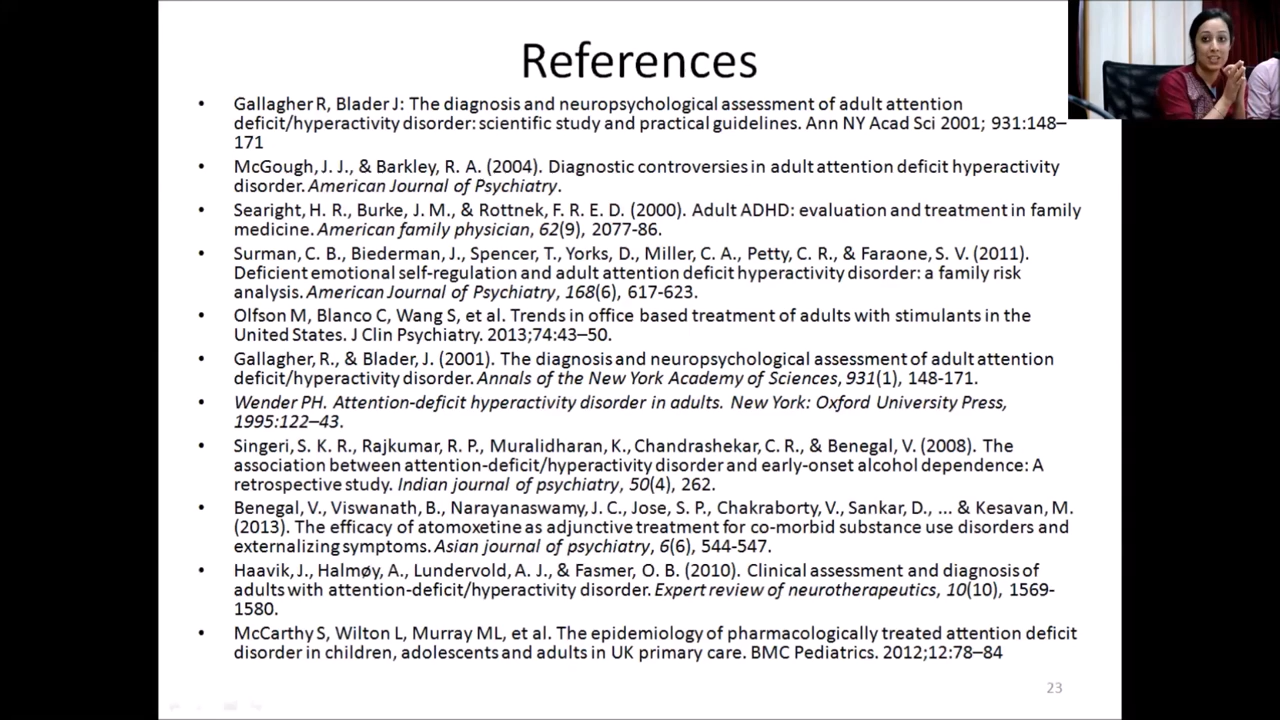 References
• Gallagher R, Blader J: The diagnosis and neuropsychological assessment of adult attention
deficit/hyperactivity disorder: scientific study and practical guidelines. Ann NY Acad Sci 2001; 931:148–
171
• McGough, J. J., & Barkley, R. A. (2004). Diagnostic controversies in adult attention deficit hyperactivity
disorder. American Journal of Psychiatry.
• Searight, H. R., Burke, J. M., & Rottnek, F. R. E. D. (2000). Adult ADHD: evaluation and treatment in family
medicine. American family physician, 62(9), 2077-86.
• Surman, C. B., Biederman, J., Spencer, T., Yorks, D., Miller, C. A., Petty, C. R., & Faraone, S. V. (2011).
Deficient emotional self-regulation and adult attention deficit hyperactivity disorder: a family risk
analysis. American Journal of Psychiatry, 168(6), 617-623.
• Olfson M, Blanco C, Wang S, et al. Trends in office based treatment of adults with stimulants in the
United States. J Clin Psychiatry. 2013;74:43–50.
• Gallagher, R., & Blader, J. (2001). The diagnosis and neuropsychological assessment of adult attention
deficit/hyperactivity disorder. Annals of the New York Academy of Sciences, 931(1), 148-171.
• Wender PH. Attention-deficit hyperactivity disorder in adults. New York: Oxford University Press,
1995:122–43.
• Singeri, S. K. R., Rajkumar, R. P., Muralidharan, K., Chandrashekar, C. R., & Benegal, V. (2008). The
association between attention-deficit/hyperactivity disorder and early-onset alcohol dependence: A
retrospective study. Indian journal of psychiatry, 50(4), 262.
• Benegal, V., Viswanath, B., Narayanaswamy, J. C., Jose, S. P., Chakraborty, V., Sankar, D., ... & Kesavan, M.
(2013). The efficacy of atomoxetine as adjunctive treatment for co-morbid substance use disorders and
externalizing symptoms. Asian journal of psychiatry, 6(6), 544-547.
• Haavik, J., Halmøy, A., Lundervold, A. J., & Fasmer, O. B. (2010). Clinical assessment and diagnosis of
adults with attention-deficit/hyperactivity disorder. Expert review of neurotherapeutics, 10(10), 1569-
1580.
• McCarthy S, Wilton L, Murray ML, et al. The epidemiology of pharmacologically treated attention deficit
disorder in children, adolescents and adults in UK primary care. BMC Pediatrics. 2012;12:78–84
23